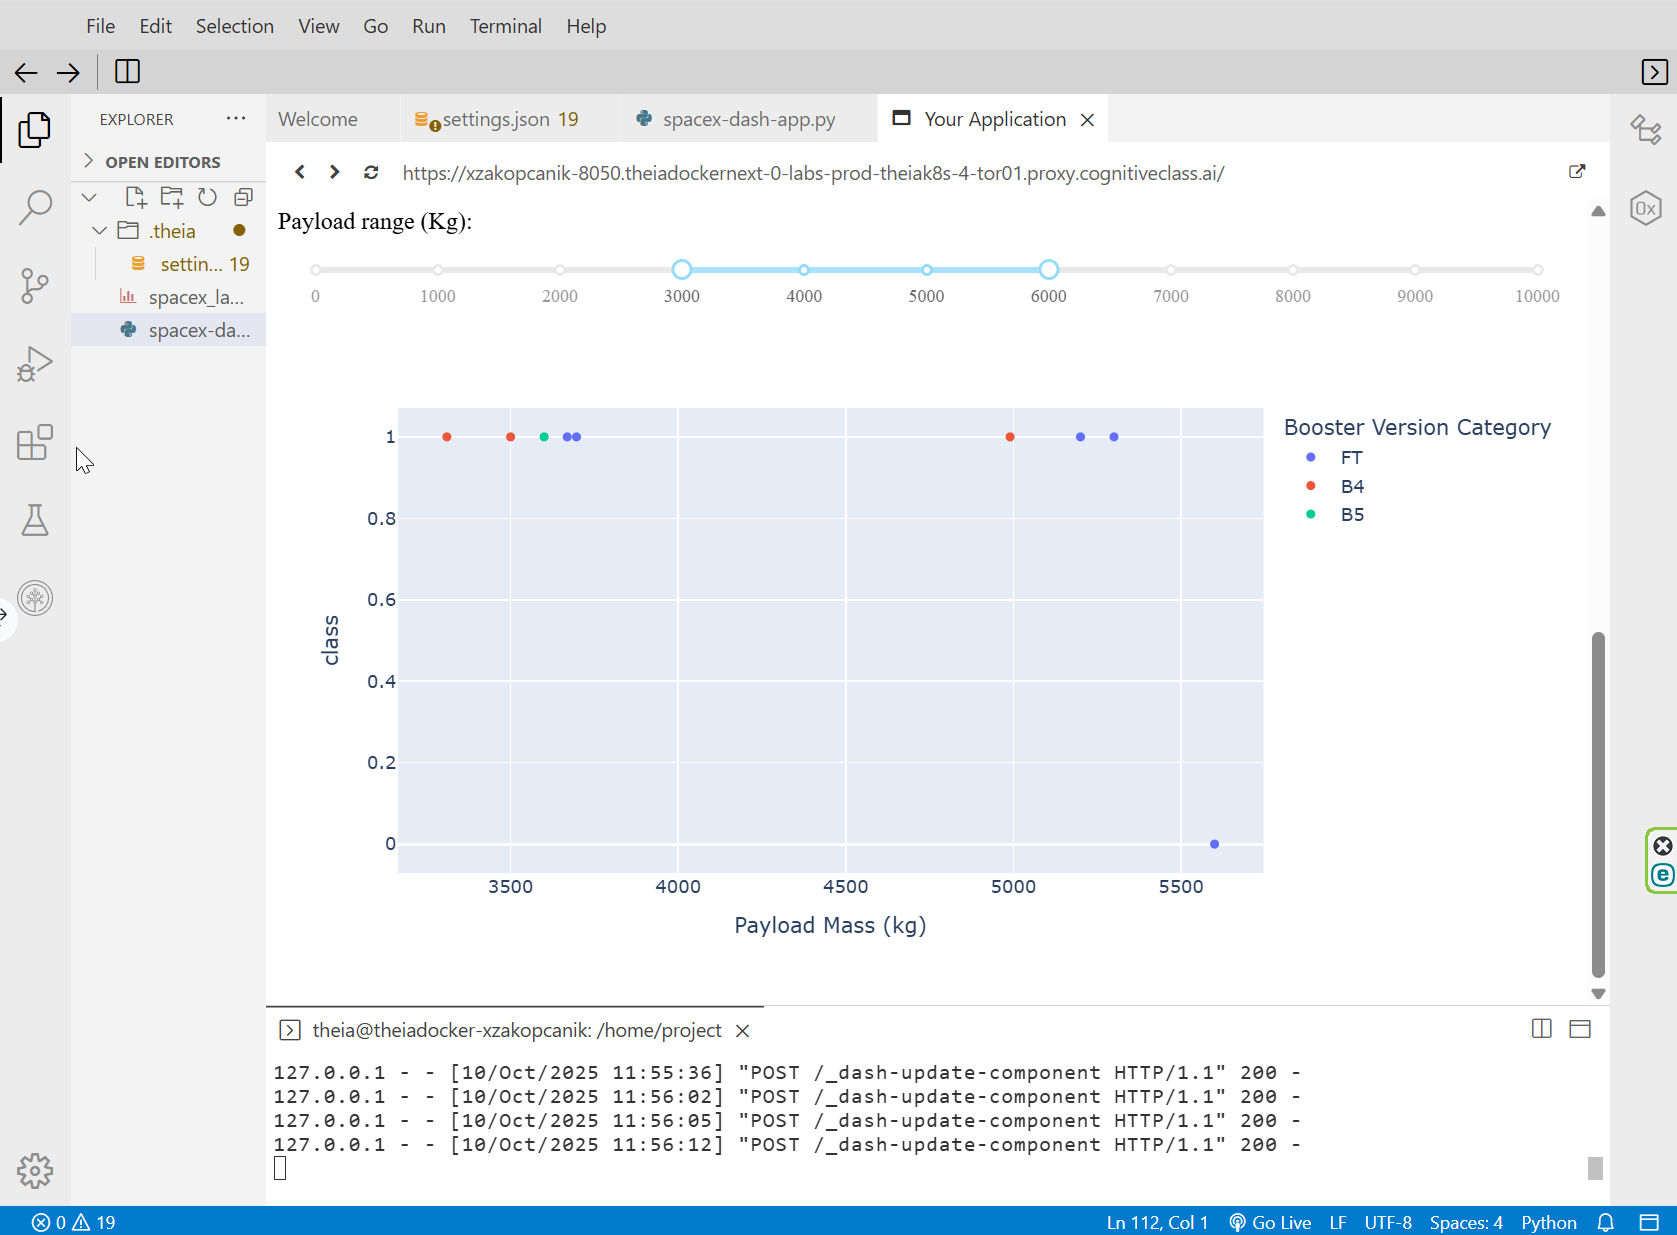 File Edit Selection View Go Run Terminal Help
EXPLORER
Welcome
settings.json 19
spacex-dash-app.py
Your Application
OPEN EDITORS
.theia
settin... 19
spacex_la...
spacex-da...
https://xzakopcanik-8050.theiadockernext-0-labs-prod-theiak8s-4-tor01.proxy.cognitiveclass.ai/
Payload range (Kg):
0 1000 2000 3000 4000 5000 6000 7000 8000 9000 10000
Booster Version Category
FT
B4
B5
1
0.8
0.6
0.4
0.2
0
class
3500 4000 4500 5000 5500
Payload Mass (kg)
theia@theiadocker-xzakopcanik: /home/project
127.0.0.1 - - [10/Oct/2025 11:55:36] "POST /_dash-update-component HTTP/1.1" 200 -
127.0.0.1 - - [10/Oct/2025 11:56:02] "POST /_dash-update-component HTTP/1.1" 200 -
127.0.0.1 - - [10/Oct/2025 11:56:05] "POST /_dash-update-component HTTP/1.1" 200 -
127.0.0.1 - - [10/Oct/2025 11:56:12] "POST /_dash-update-component HTTP/1.1" 200 -
0x
e
0 19 Ln 112, Col 1 Go Live LF UTF-8 Spaces: 4 Python